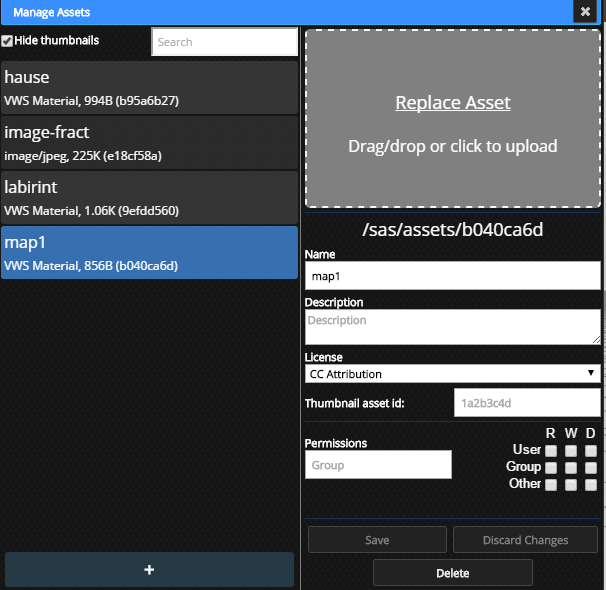 Manage Assets
Hide thumbnails
Search
hause
VWS Material, 994B (b95a6b27)
image-fract
image/jpeg, 225K (e18cf58a)
labirint
VWS Material, 1.06K (9efdd560)
map1
VWS Material, 856B (b040ca6d)
+
Replace Asset
Drag/drop or click to upload
/sas/assets/b040ca6d
Name
map1
Description
Description
License
CC Attribution
Thumbnail asset id:
1a2b3c4d
Permissions
Group
R W D
User
Group
Other
Save
Discard Changes
Delete